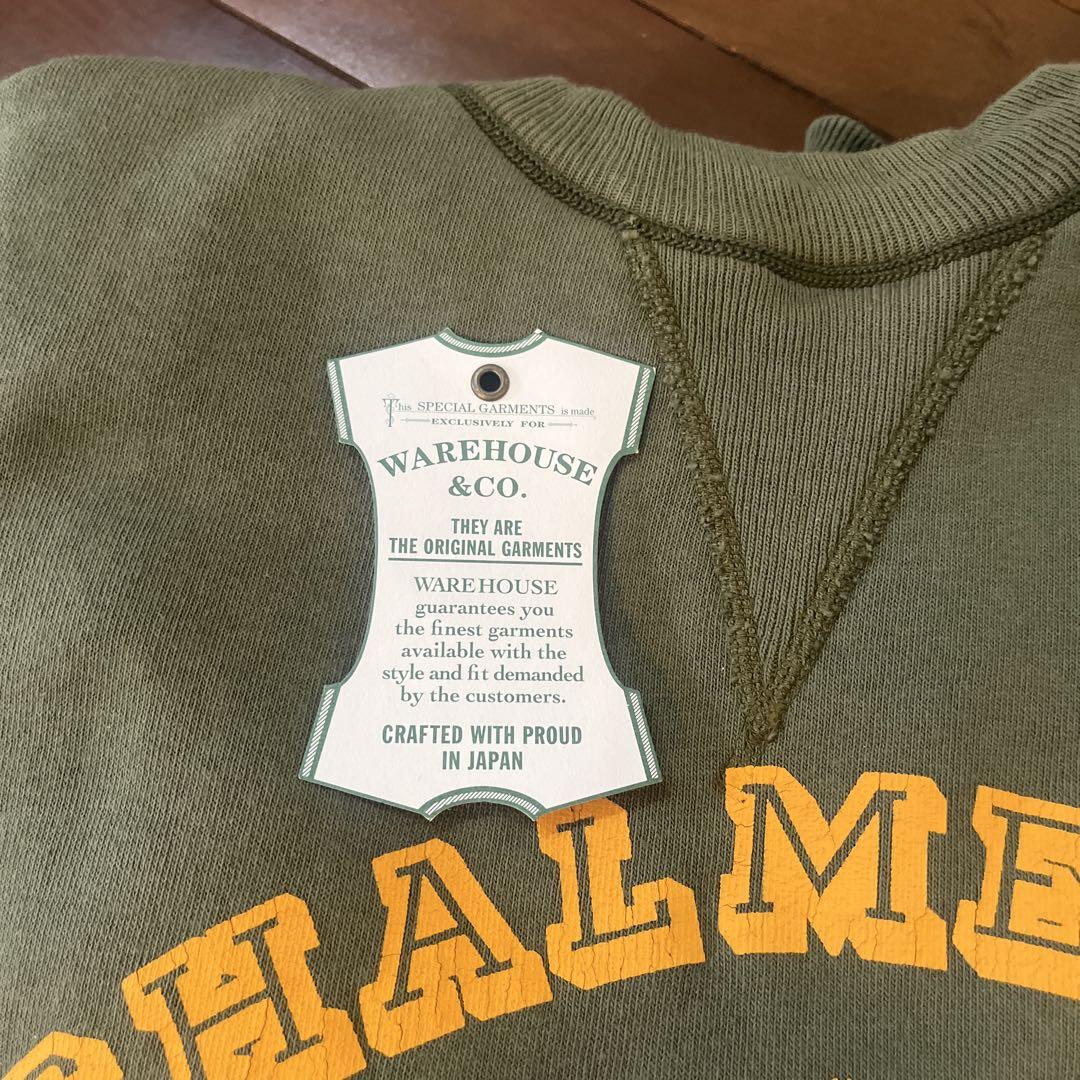 This SPECIAL GARMENTS is made
EXCLUSIVELY FOR
WAREHOUSE
&CO.
THEY ARE
THE ORIGINAL GARMENTS
WAREHOUSE
guarantees you
the finest garments
available with the
style and fit demanded
by the customers.
CRAFTED WITH PROUD
IN JAPAN
CHALME